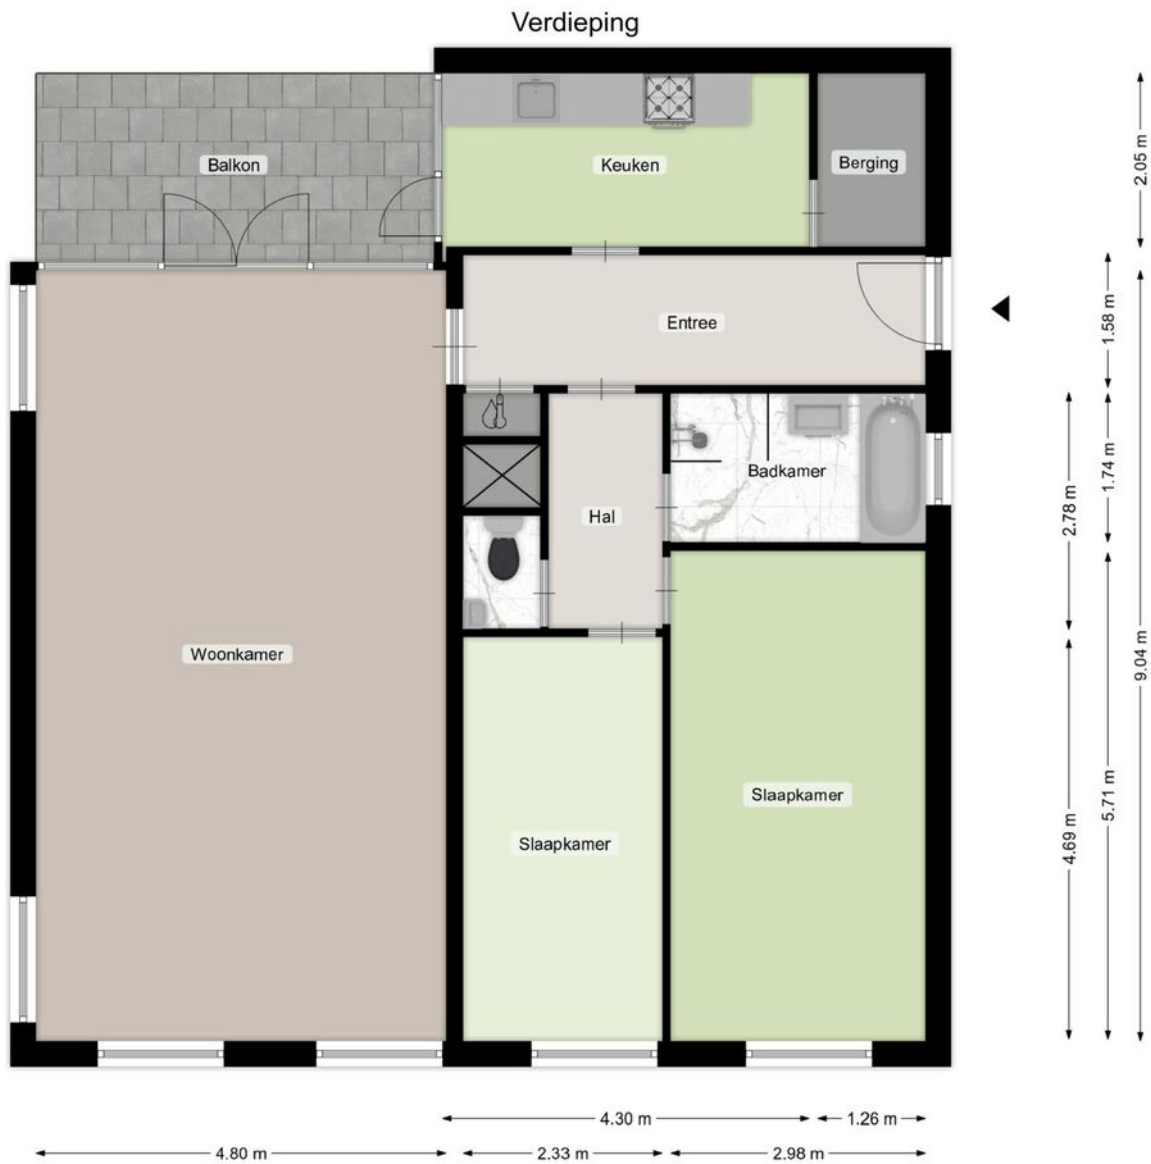 Verdieping
Balkon
Keuken
Berging
2.05 m
Entree
1.58 m
Badkamer
1.74 m
Hal
2.78 m
Woonkamer
9.04 m
Slaapkamer
5.71 m
Slaapkamer
4.69 m
4.30 m
1.26 m
4.80 m
2.33 m
2.98 m